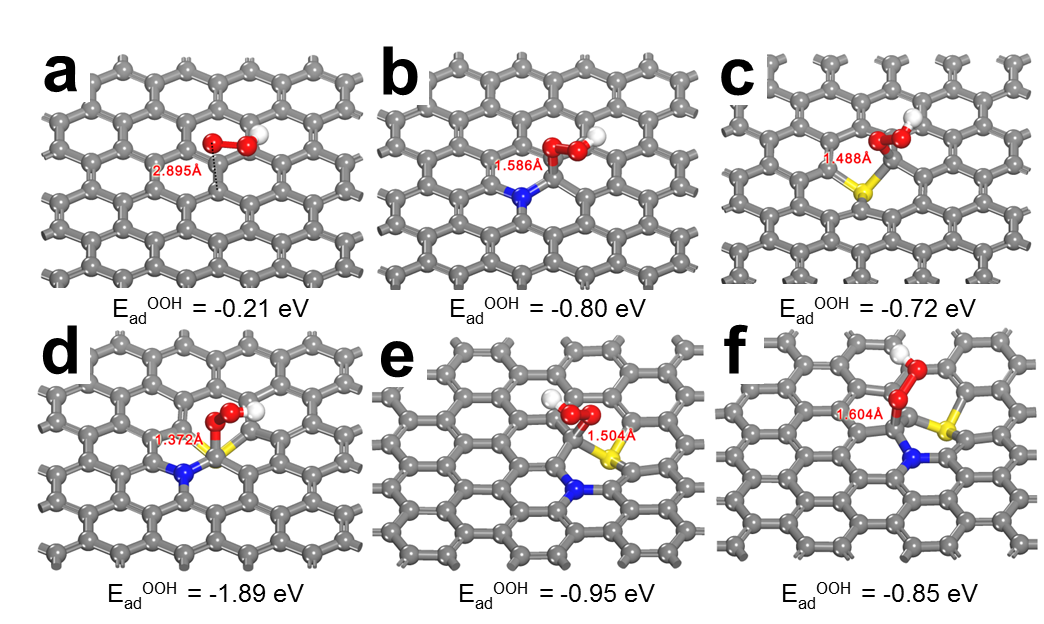 a b c
2.895Å 1.586Å 1.488Å
E_ad^OOH = -0.21 eV E_ad^OOH = -0.80 eV E_ad^OOH = -0.72 eV
d e f
1.372Å 1.504Å 1.604Å
E_ad^OOH = -1.89 eV E_ad^OOH = -0.95 eV E_ad^OOH = -0.85 eV